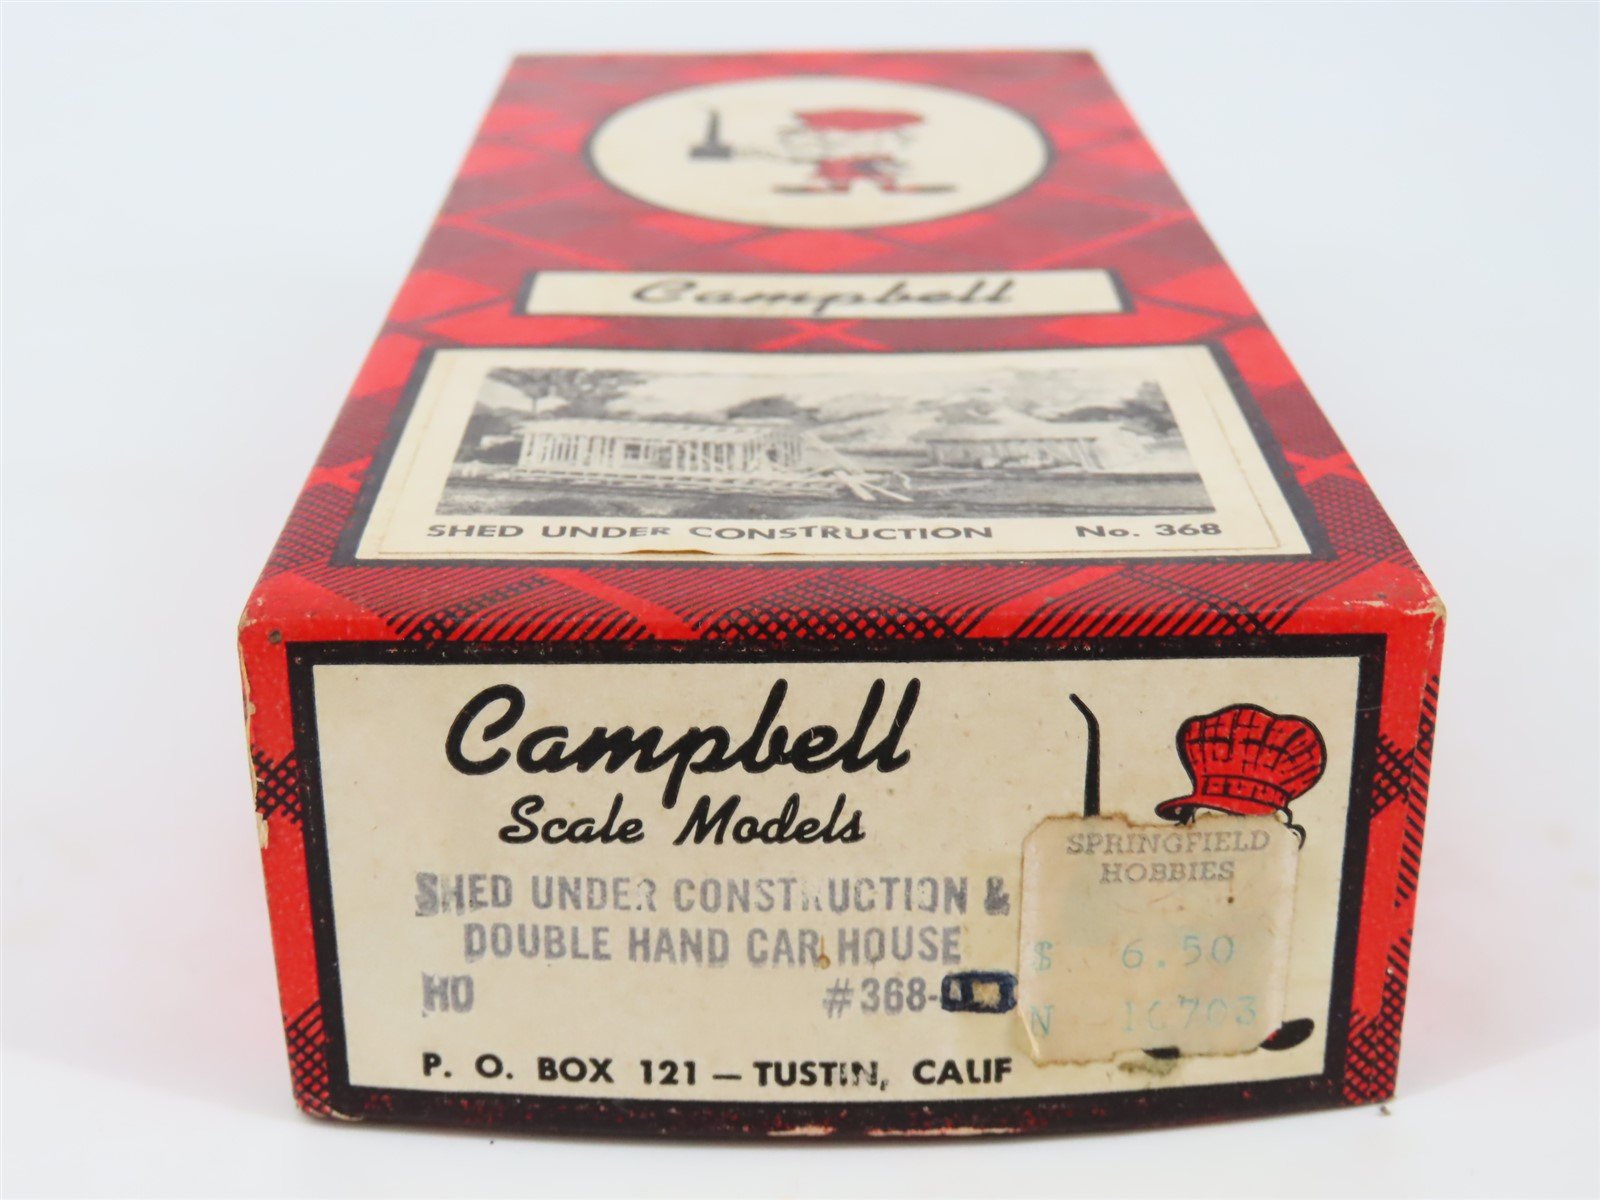 Campbell
SHED UNDER CONSTRUCTION No. 368
Campbell
Scale Models
SHED UNDER CONSTRUCTION &
DOUBLE HAND CAR HOUSE
HO #368-
P. O. BOX 121 — TUSTIN, CALIF
SPRINGFIELD
HOBBIES
$ 6.50
N 10703